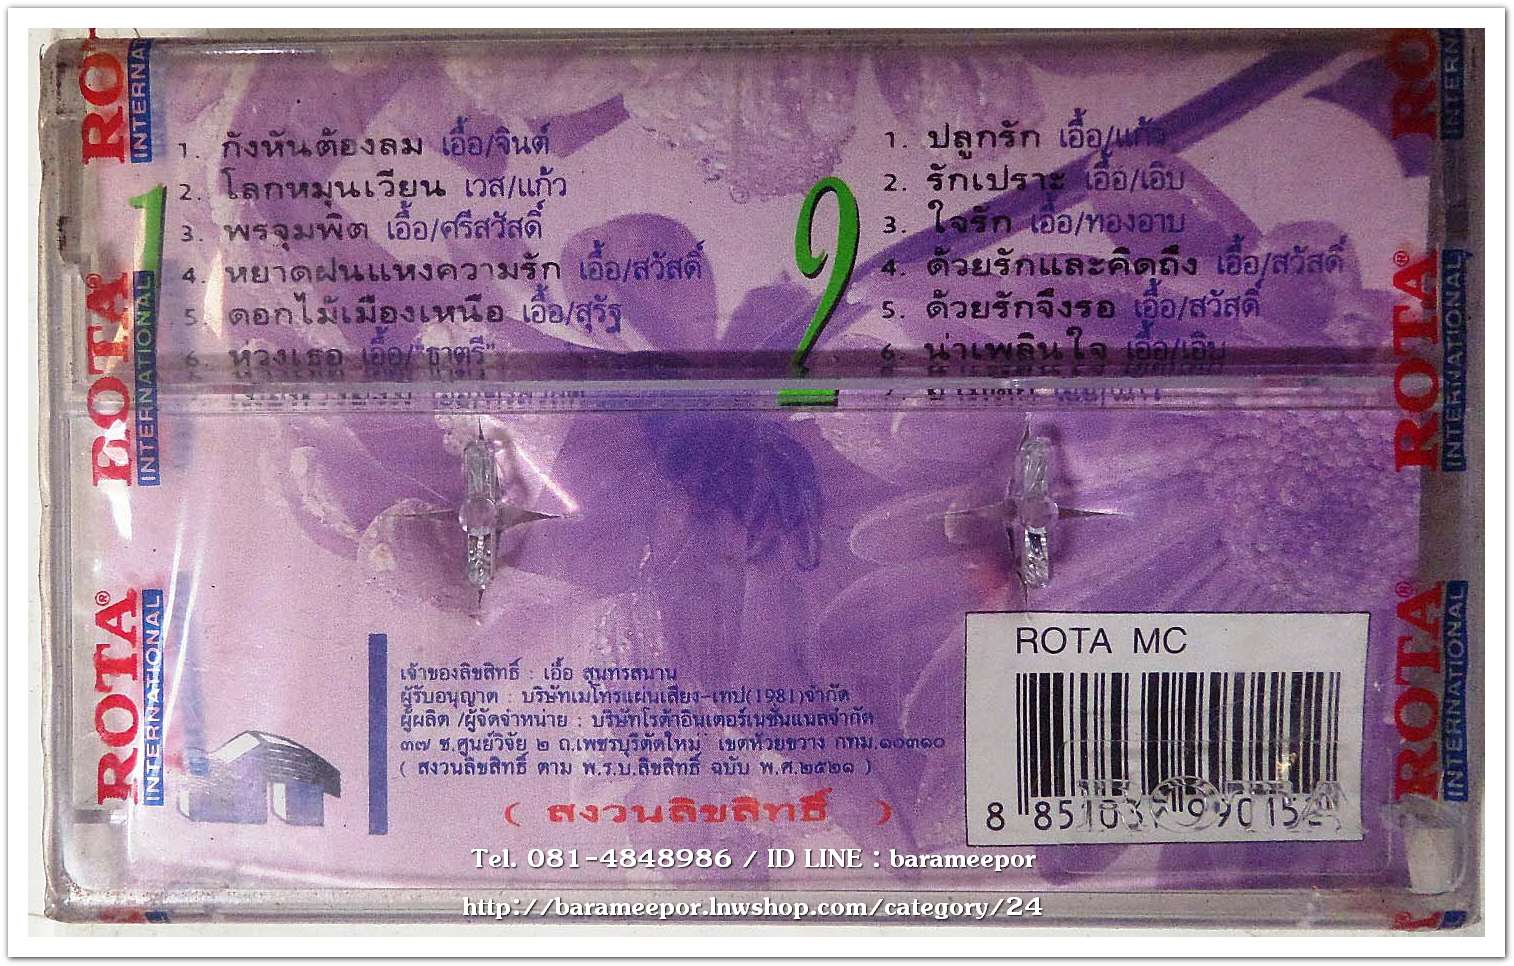 1
1. กังหันต้องลม เอื้อ/จินต์
2. โลกหมุนเวียน เวส/แก้ว
3. พรจุมพิต เอื้อ/ศรีสวัสดิ์
4. หยาดฝนแหงความรัก เอื้อ/สวัสดิ์
5. ดอกไม้เมืองเหนือ เอื้อ/สุรัฐ
6. หวงเธอ เอื้อ/"ธาตรี"
2
1. ปลูกรัก เอื้อ/แก้ว
2. รักเปราะ เอื้อ/เอิบ
3. ใจรัก เอื้อ/ทองอาบ
4. ด้วยรักและคิดถึง เอื้อ/สวัสดิ์
5. ด้วยรักจึงรอ เอื้อ/สวัสดิ์
6. น่าเพลินใจ เอื้อ/เอิบ
7.
ROTA
INTERNATIONAL
ROTA®
INTERNATIONAL
ROTA®
INTERNATIONAL
ROTA
INTERNATIONAL
ROTA®
INTERNATIONAL
ROTA®
INTERNATIONAL
เจ้าของลิขสิทธิ์ : เอื้อ สุนทรสนาน
ผู้รับอนุญาต : บริษัทเมโทรแผ่นเสียง-เทป(1981)จำกัด
ผู้ผลิต /ผู้จัดจำหน่าย : บริษัทโรต้าอินเตอร์เนชั่นแนลจำกัด
๓๗ ซ.ศูนย์วิจัย ๒ ถ.เพชรบุรีตัดใหม่ เขตห้วยขวาง กทม.๑๐๓๑๐
( สงวนลิขสิทธิ์ ตาม พ.ร.บ.ลิขสิทธิ์ ฉบับ พ.ศ.๒๕๒๑ )
( สงวนลิขสิทธิ์ )
ROTA MC
8 851037 990152
Tel. 081-4848986 / ID LINE : barameepor
http://barameepor.lnwshop.com/category/24